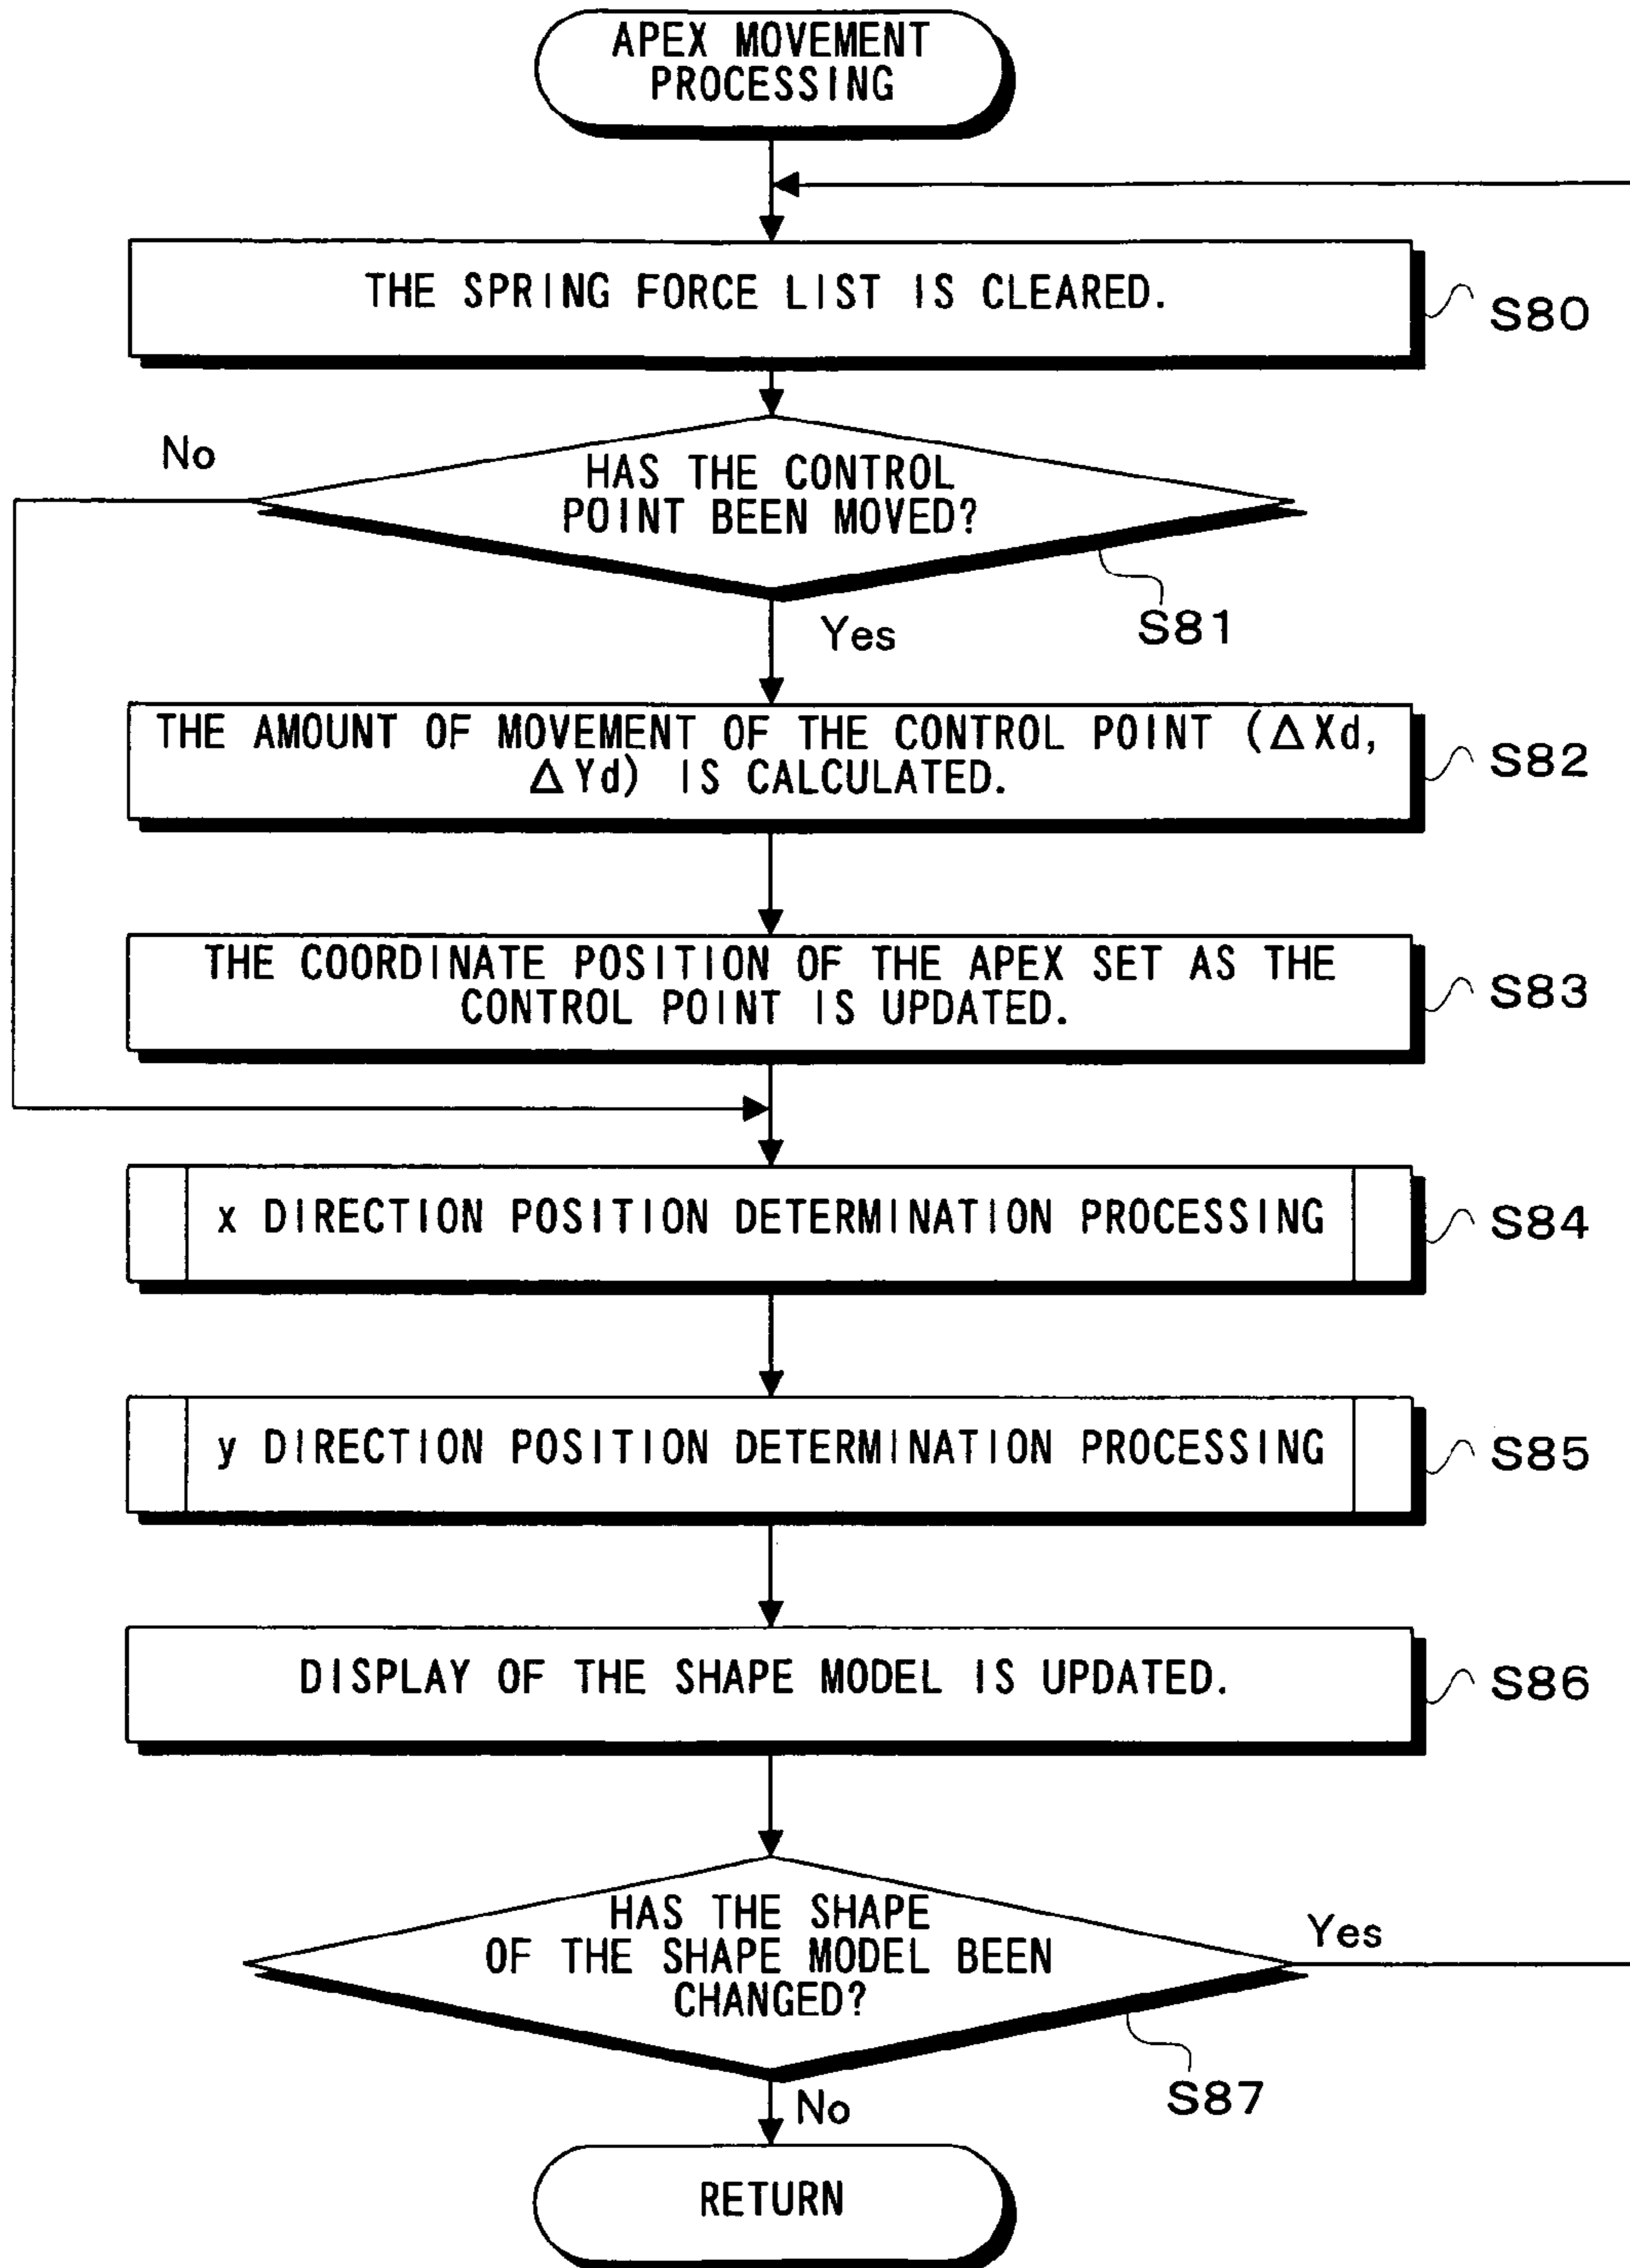 APEX MOVEMENT
PROCESSING
THE SPRING FORCE LIST IS CLEARED.
S80
No
HAS THE CONTROL
POINT BEEN MOVED?
S81
Yes
THE AMOUNT OF MOVEMENT OF THE CONTROL POINT (ΔXd,
ΔYd) IS CALCULATED.
S82
THE COORDINATE POSITION OF THE APEX SET AS THE
CONTROL POINT IS UPDATED.
S83
x DIRECTION POSITION DETERMINATION PROCESSING
S84
y DIRECTION POSITION DETERMINATION PROCESSING
S85
DISPLAY OF THE SHAPE MODEL IS UPDATED.
S86
HAS THE SHAPE
OF THE SHAPE MODEL BEEN
CHANGED?
Yes
S87
No
RETURN